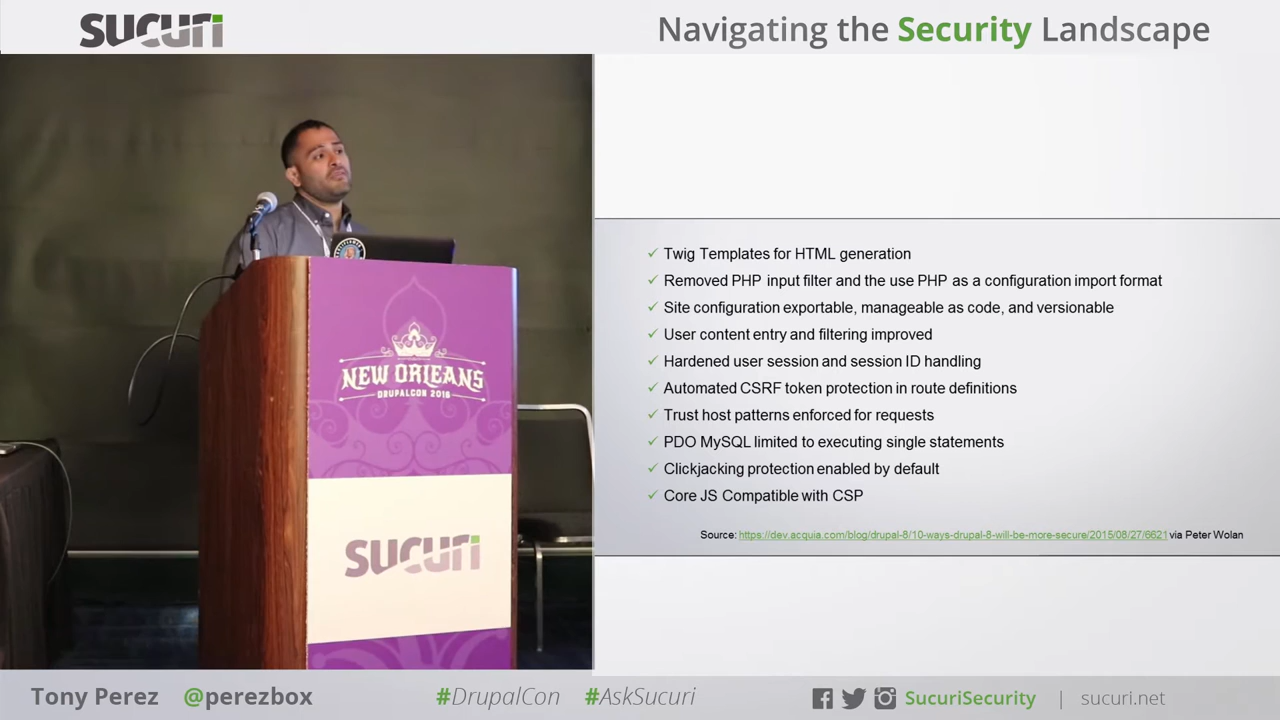 sucuri
Navigating the Security Landscape
NEW ORLEANS
DRUPALCON 2016
sucuri
Twig Templates for HTML generation
Removed PHP input filter and the use PHP as a configuration import format
Site configuration exportable, manageable as code, and versionable
User content entry and filtering improved
Hardened user session and session ID handling
Automated CSRF token protection in route definitions
Trust host patterns enforced for requests
PDO MySQL limited to executing single statements
Clickjacking protection enabled by default
Core JS Compatible with CSP
Source: https://dev.acquia.com/blog/drupal-8/10-ways-drupal-8-will-be-more-secure/2015/08/27/6621 via Peter Wolan
Tony Perez @perezbox #DrupalCon #AskSucuri SucuriSecurity | sucuri.net